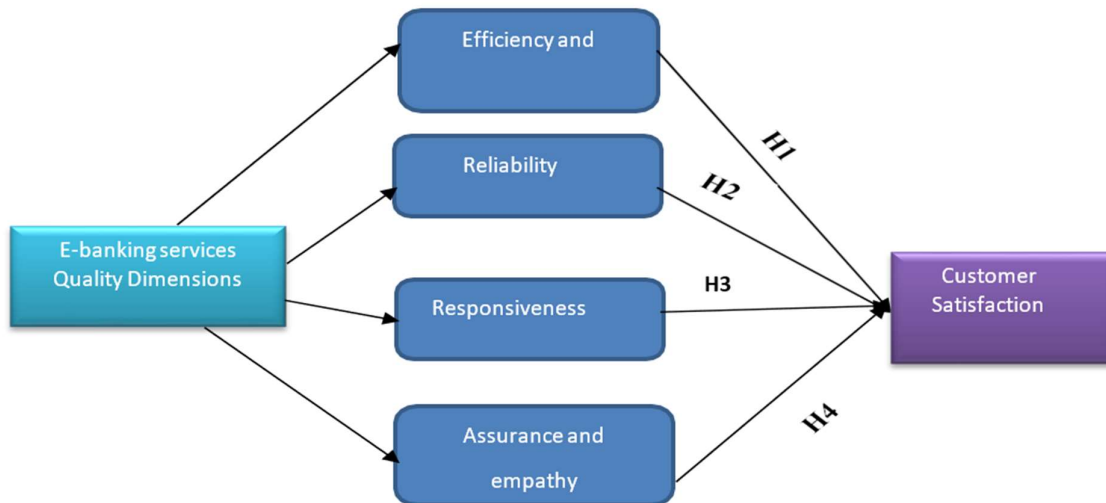 Efficiency and
H1
Reliability
H2
E-banking services
Quality Dimensions
Customer
Satisfaction
Responsiveness
H3
Assurance and
empathy
H4